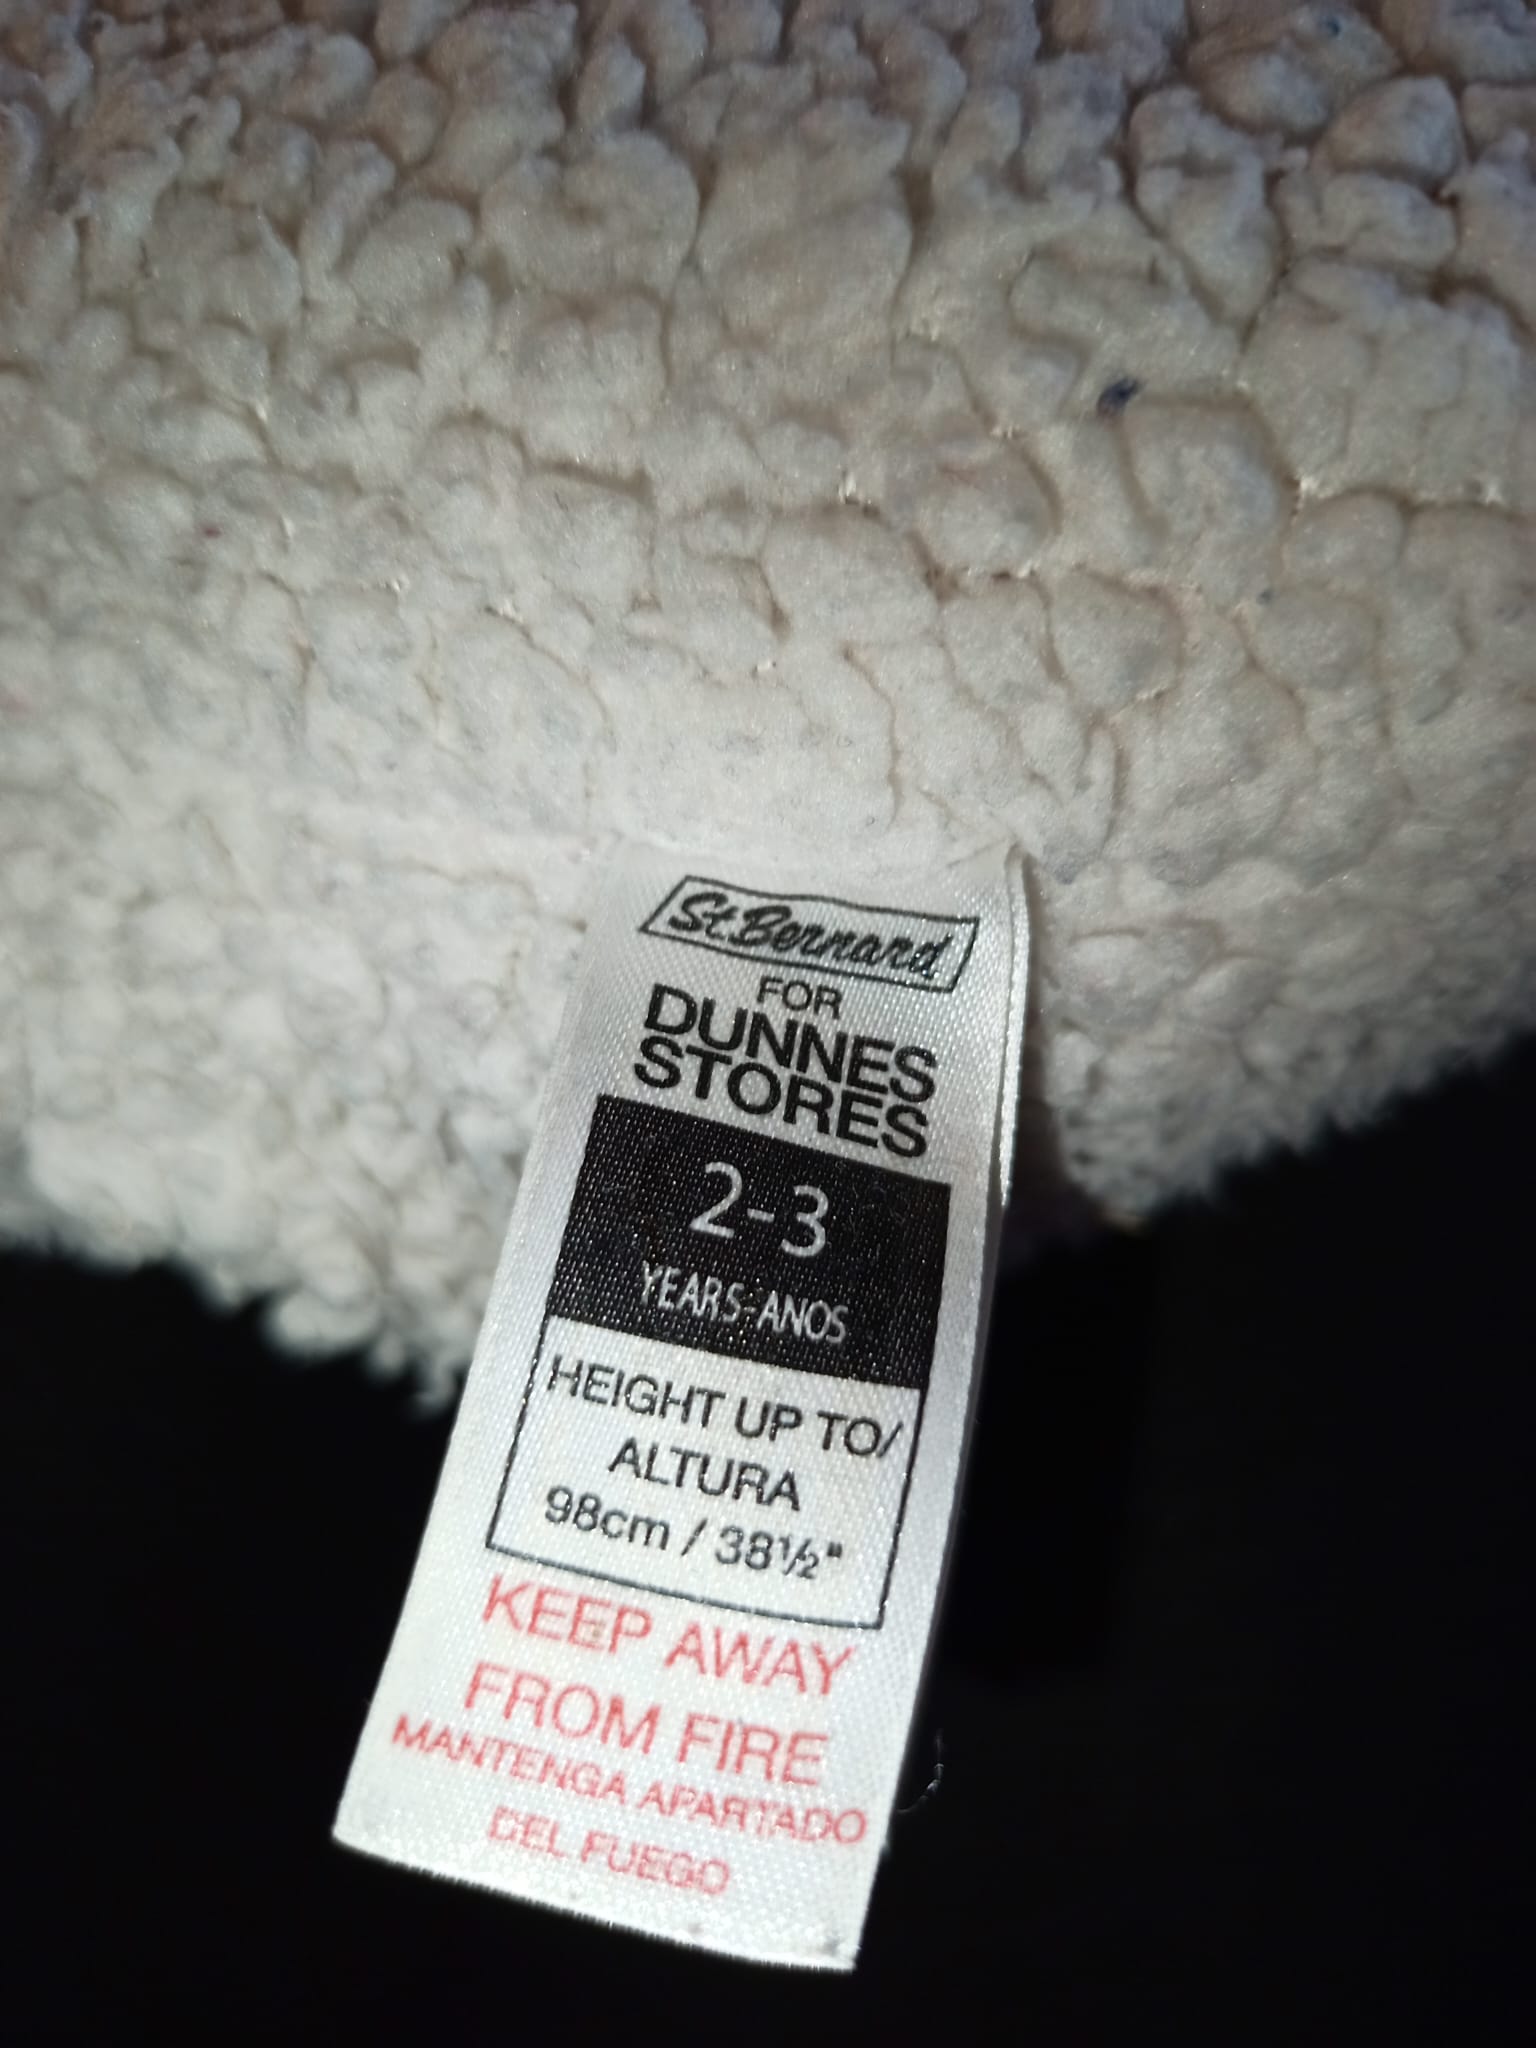 St.Bernard
FOR
DUNNES
STORES
2-3
YEARS-ANOS
HEIGHT UP TO/
ALTURA
98cm / 38½"
KEEP AWAY
FROM FIRE
MANTENGA APARTADO
DEL FUEGO